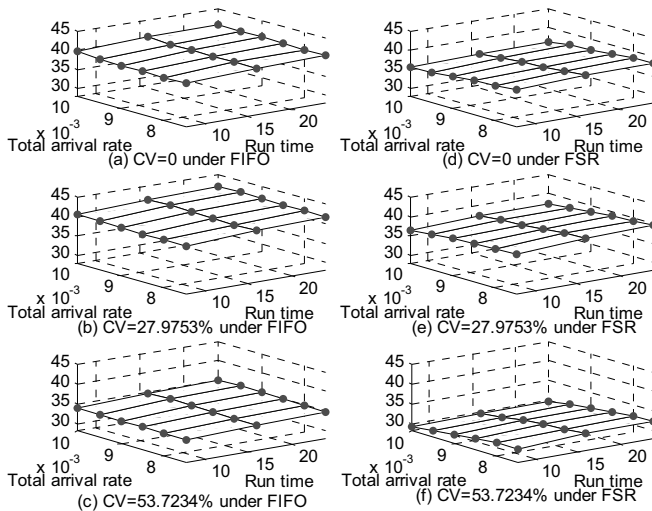 45
40
35
30
10
9
8
x 10^-3
Total arrival rate
10
15
20
Run time
(a) CV=0 under FIFO
45
40
35
30
10
9
8
x 10^-3
Total arrival rate
10
15
20
Run time
(d) CV=0 under FSR
45
40
35
30
10
9
8
x 10^-3
Total arrival rate
10
15
20
Run time
(b) CV=27.9753% under FIFO
45
40
35
30
10
9
8
x 10^-3
Total arrival rate
10
15
20
Run time
(e) CV=27.9753% under FSR
45
40
35
30
10
9
8
x 10^-3
Total arrival rate
10
15
20
Run time
(c) CV=53.7234% under FIFO
45
40
35
30
10
9
8
x 10^-3
Total arrival rate
10
15
20
Run time
(f) CV=53.7234% under FSR